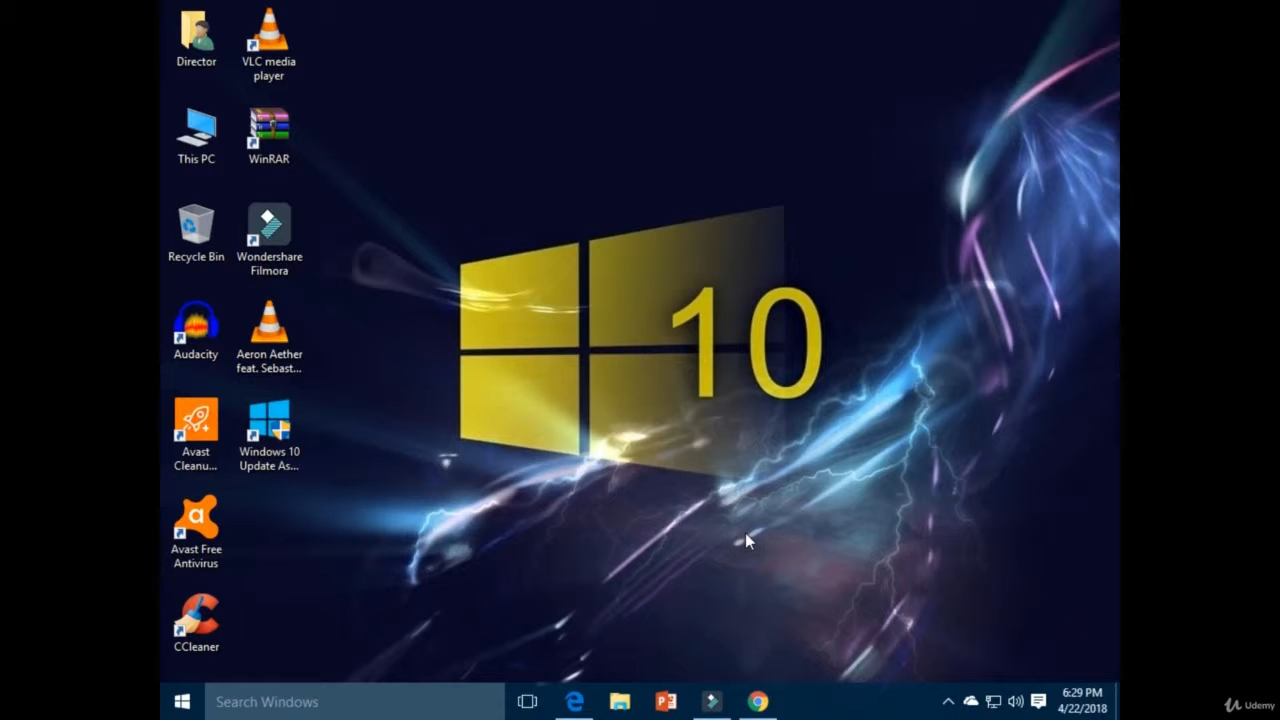 Director
VLC media
player
This PC
WinRAR
Recycle Bin
Wondershare
Filmora
Audacity
Aeron Aether
feat. Sebast...
Avast
Cleanu...
Windows 10
Update As...
Avast Free
Antivirus
CCleaner
10
Search Windows
6:29 PM
4/22/2018
Udemy